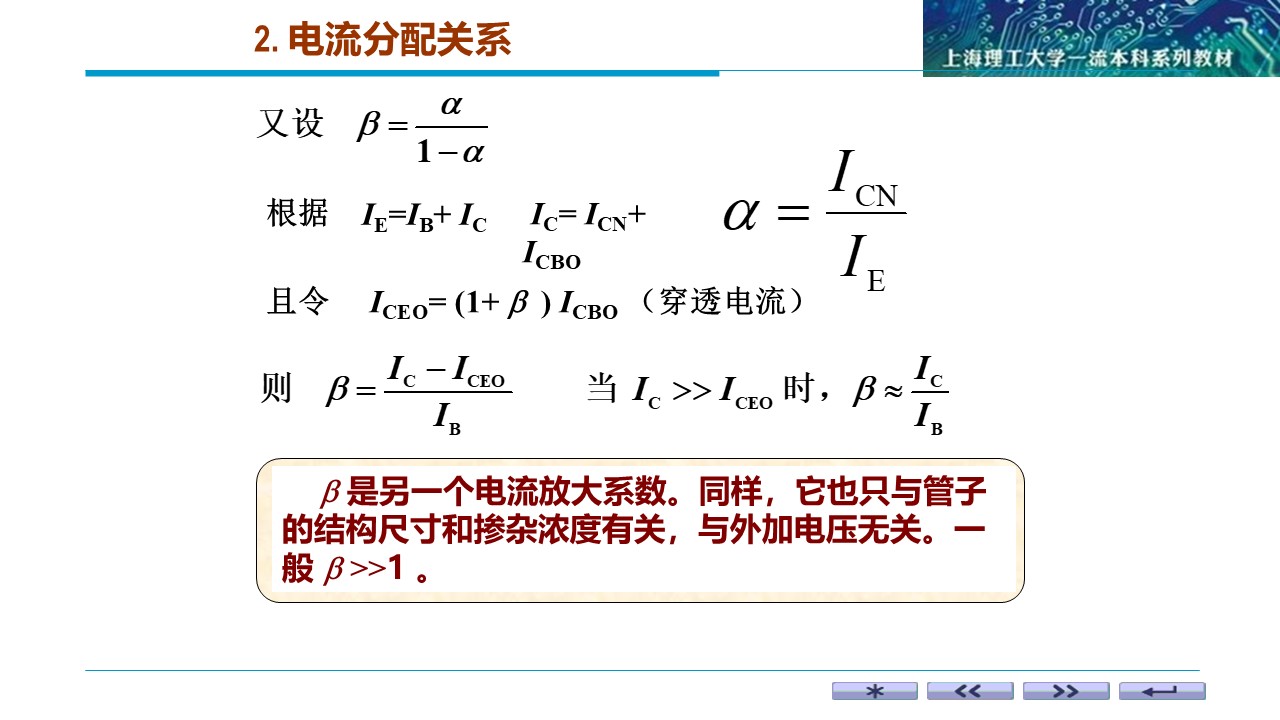 2.电流分配关系
上海理工大学一流本科系列教材
又设 β = α / (1 − α)
根据 IE=IB+ IC IC= ICN+
ICBO
α = ICN / IE
且令 ICEO= (1+ β ) ICBO （穿透电流）
则 β = (IC − ICEO) / IB 当 IC >> ICEO 时，β ≈ IC / IB
β 是另一个电流放大系数。同样，它也只与管子
的结构尺寸和掺杂浓度有关，与外加电压无关。一
般 β >>1 。